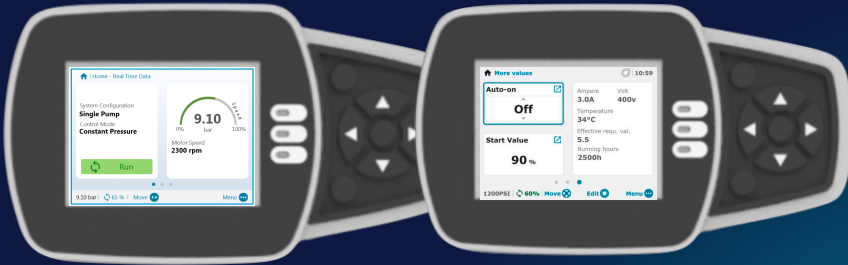 | Home - Real Time Data
System Configuration
Single Pump
Control Mode
Constant Pressure
Run
Speed
9.10
0% bar 100%
Motor Speed
2300 rpm
9.10 bar | 65 % | Move
Menu
More values
10:59
Auto-on
Off
Start Value
90 %
Ampere Volt
3.0A 400v
Temperature
34°C
Effective requ. val.
5.5
Running hours
2500h
1200PSI 60% Move Edit Menu